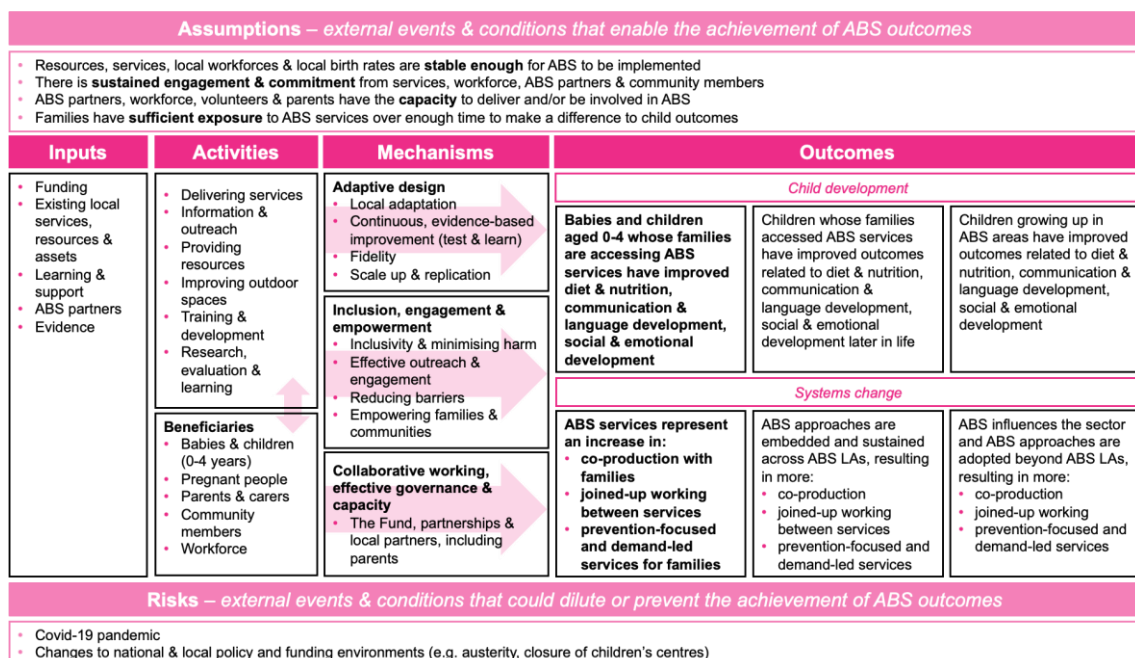 Assumptions – external events & conditions that enable the achievement of ABS outcomes
• Resources, services, local workforces & local birth rates are stable enough for ABS to be implemented
• There is sustained engagement & commitment from services, workforce, ABS partners & community members
• ABS partners, workforce, volunteers & parents have the capacity to deliver and/or be involved in ABS
• Families have sufficient exposure to ABS services over enough time to make a difference to child outcomes
Inputs
• Funding
• Existing local
services,
resources &
assets
• Learning &
support
• ABS partners
• Evidence
Activities
• Delivering services
• Information &
outreach
• Providing
resources
• Improving outdoor
spaces
• Training &
development
• Research,
evaluation &
learning
Beneficiaries
• Babies & children
(0-4 years)
• Pregnant people
• Parents & carers
• Community
members
• Workforce
Mechanisms
Adaptive design
• Local adaptation
• Continuous, evidence-based
improvement (test & learn)
• Fidelity
• Scale up & replication
Inclusion, engagement &
empowerment
• Inclusivity & minimising harm
• Effective outreach &
engagement
• Reducing barriers
• Empowering families &
communities
Collaborative working,
effective governance &
capacity
• The Fund, partnerships &
local partners, including
parents
Outcomes
Child development
Babies and children
aged 0-4 whose families
are accessing ABS
services have improved
diet & nutrition,
communication &
language development,
social & emotional
development
Children whose families
accessed ABS services
have improved outcomes
related to diet & nutrition,
communication &
language development,
social & emotional
development later in life
Children growing up in
ABS areas have improved
outcomes related to diet &
nutrition, communication &
language development,
social & emotional
development
Systems change
ABS services represent
an increase in:
• co-production with
families
• joined-up working
between services
• prevention-focused
and demand-led
services for families
ABS approaches are
embedded and sustained
across ABS LAs, resulting
in more:
• co-production
• joined-up working
between services
• prevention-focused and
demand-led services
ABS influences the sector
and ABS approaches are
adopted beyond ABS LAs,
resulting in more:
• co-production
• joined-up working
• prevention-focused and
demand-led services
Risks – external events & conditions that could dilute or prevent the achievement of ABS outcomes
• Covid-19 pandemic
• Changes to national & local policy and funding environments (e.g. austerity, closure of children's centres)